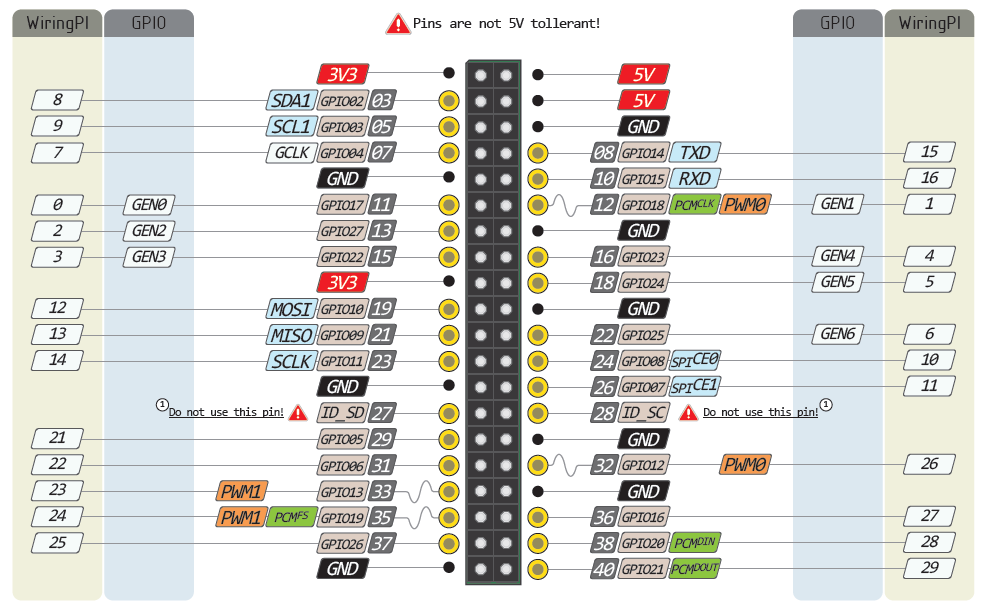 WiringPI GPIO Pins are not 5V tollerant! GPIO WiringPI
3V3 5V
8 SDA1 GPIO02 03 5V
9 SCL1 GPIO03 05 GND
7 GCLK GPIO04 07 08 GPIO14 TXD 15
GND 10 GPIO15 RXD 16
0 GEN0 GPIO17 11 12 GPIO18 PCMCLK PWM0 GEN1 1
2 GEN2 GPIO27 13 GND
3 GEN3 GPIO22 15 16 GPIO23 GEN4 4
3V3 18 GPIO24 GEN5 5
12 MOSI GPIO10 19 GND
13 MISO GPIO09 21 22 GPIO25 GEN6 6
14 SCLK GPIO11 23 24 GPIO08 SPICE0 10
GND 26 GPIO07 SPICE1 11
1 Do not use this pin! ID_SD 27 28 ID_SC Do not use this pin! 1
21 GPIO05 29 GND
22 GPIO06 31 32 GPIO12 PWM0 26
23 PWM1 GPIO13 33 GND
24 PWM1 PCMFS GPIO19 35 36 GPIO16 27
25 GPIO26 37 38 GPIO20 PCMDIN 28
GND 40 GPIO21 PCMDOUT 29